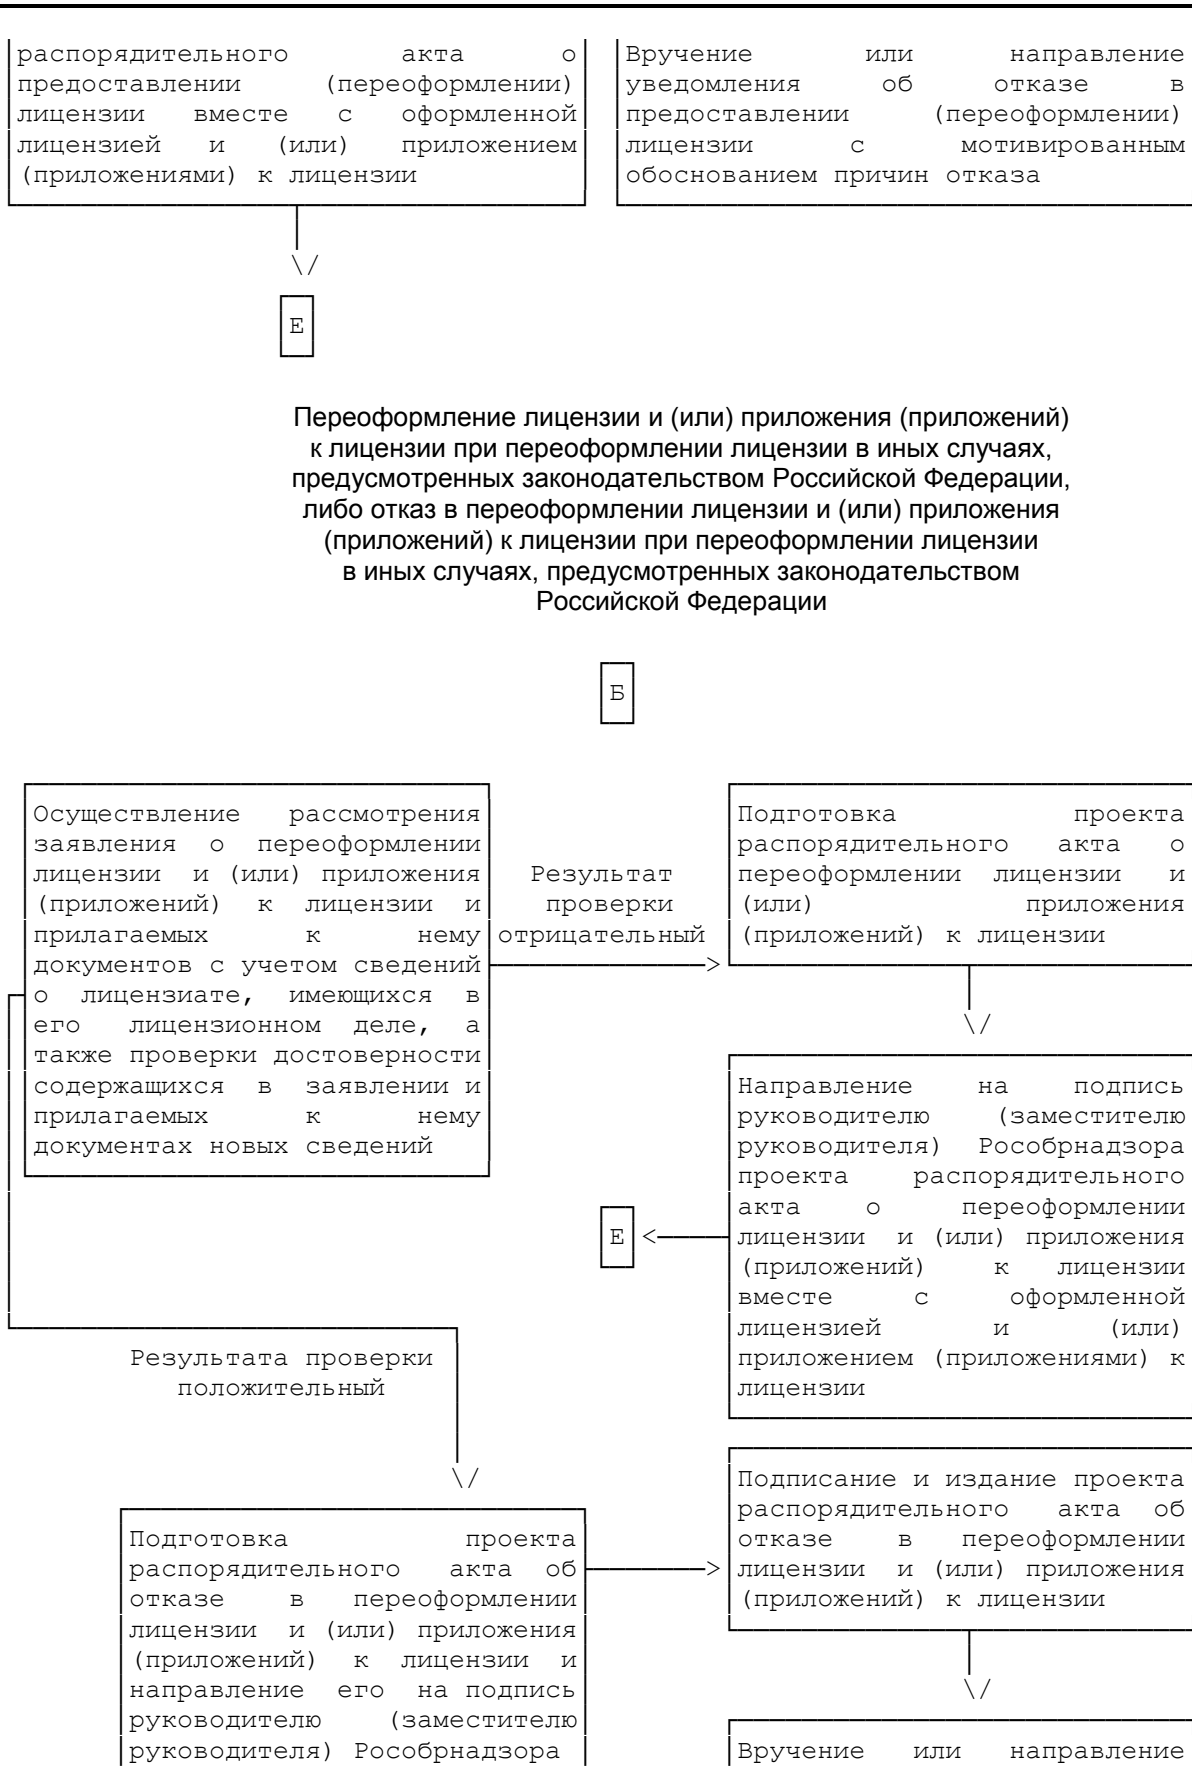 распорядительного акта о
предоставлении (переоформлении)
лицензии вместе с оформленной
лицензией и (или) приложением
(приложениями) к лицензии
Вручение или направление
уведомления об отказе в
предоставлении (переоформлении)
лицензии с мотивированным
обоснованием причин отказа
\/
Е
Переоформление лицензии и (или) приложения (приложений)
к лицензии при переоформлении лицензии в иных случаях,
предусмотренных законодательством Российской Федерации,
либо отказ в переоформлении лицензии и (или) приложения
(приложений) к лицензии при переоформлении лицензии
в иных случаях, предусмотренных законодательством
Российской Федерации
Б
Осуществление рассмотрения
заявления о переоформлении
лицензии и (или) приложения
(приложений) к лицензии и
прилагаемых к нему
документов с учетом сведений
о лицензиате, имеющихся в
его лицензионном деле, а
также проверки достоверности
содержащихся в заявлении и
прилагаемых к нему
документах новых сведений
Результат
проверки
отрицательный
>
Подготовка проекта
распорядительного акта о
переоформлении лицензии и
(или) приложения
(приложений) к лицензии
\/
Направление на подпись
руководителю (заместителю
руководителя) Рособрнадзора
проекта распорядительного
акта о переоформлении
лицензии и (или) приложения
(приложений) к лицензии
вместе с оформленной
лицензией и (или)
приложением (приложениями) к
лицензии
Е
<
Результата проверки
положительный
\/
Подготовка проекта
распорядительного акта об
отказе в переоформлении
лицензии и (или) приложения
(приложений) к лицензии и
направление его на подпись
руководителю (заместителю
руководителя) Рособрнадзора
>
Подписание и издание проекта
распорядительного акта об
отказе в переоформлении
лицензии и (или) приложения
(приложений) к лицензии
\/
Вручение или направление